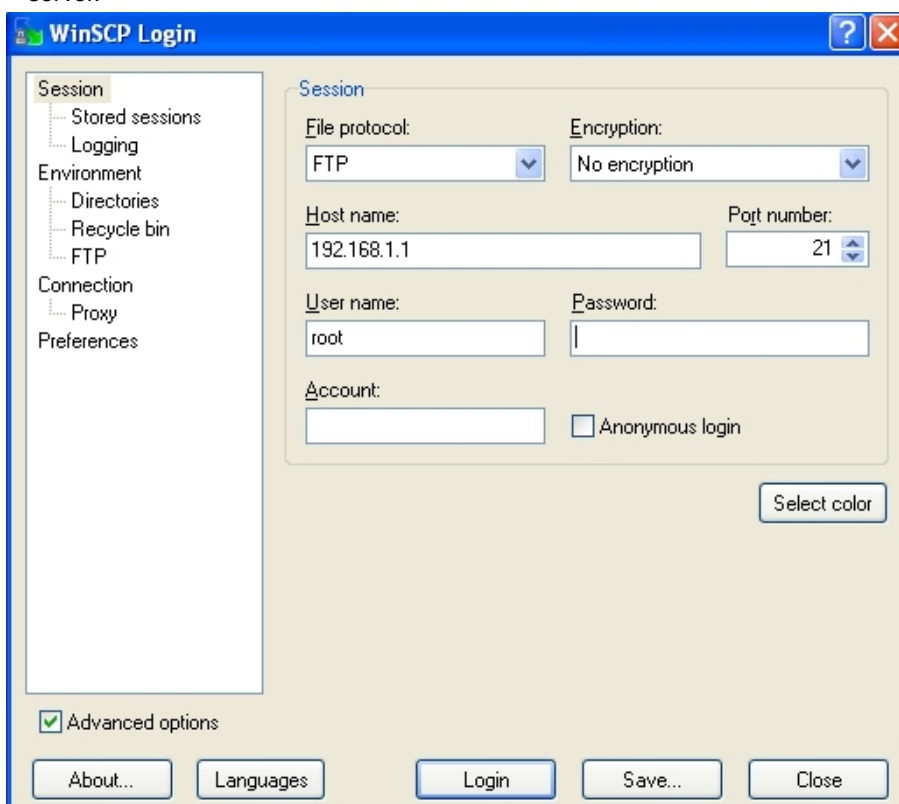 server.
WinSCP Login
Session
Stored sessions
Logging
Environment
Directories
Recycle bin
FTP
Connection
Proxy
Preferences
Session
File protocol: Encryption:
FTP No encryption
Host name: Port number:
192.168.1.1 21
User name: Password:
root
Account:
Anonymous login
Select color
Advanced options
About... Languages Login Save... Close